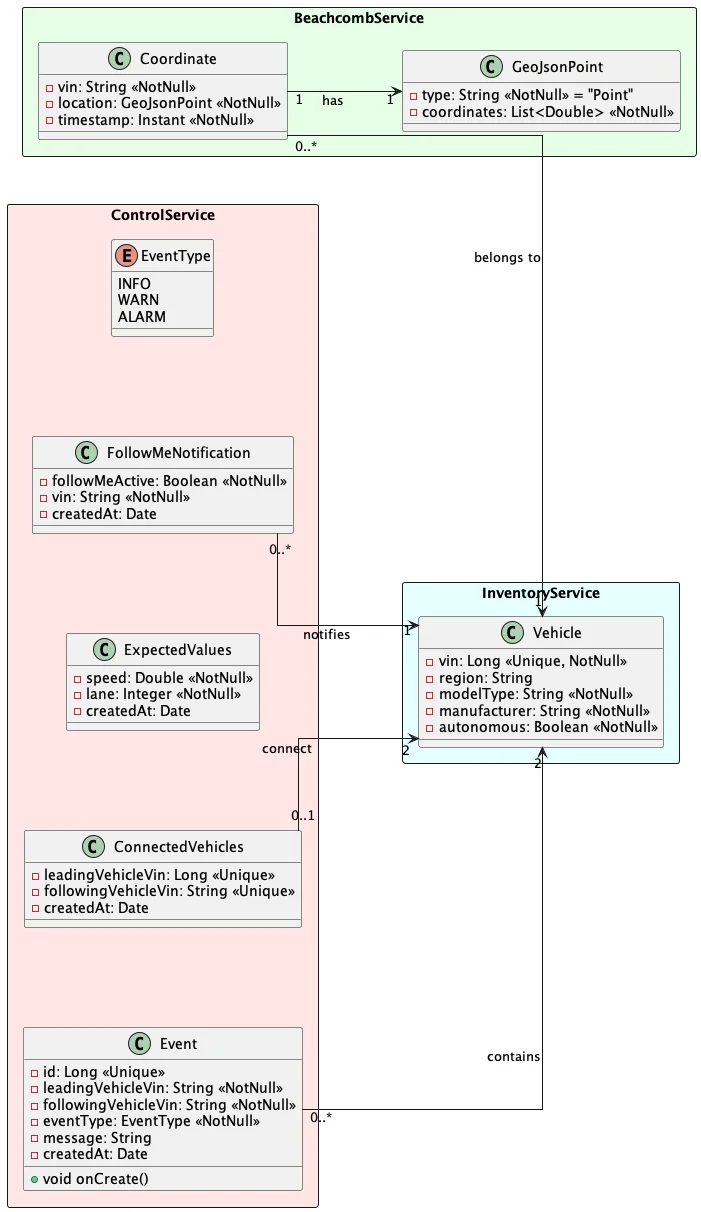 BeachcombService
C Coordinate
vin: String «NotNull»
location: GeoJsonPoint «NotNull»
timestamp: Instant «NotNull»
1 has 1
C GeoJsonPoint
type: String «NotNull» = "Point"
coordinates: List<Double> «NotNull»
0..*
belongs to
1
ControlService
E EventType
INFO
WARN
ALARM
C FollowMeNotification
followMeActive: Boolean «NotNull»
vin: String «NotNull»
createdAt: Date
0..*
notifies
1
InventoryService
C Vehicle
vin: Long «Unique, NotNull»
region: String
modelType: String «NotNull»
manufacturer: String «NotNull»
autonomous: Boolean «NotNull»
C ExpectedValues
speed: Double «NotNull»
lane: Integer «NotNull»
createdAt: Date
connect
2
2
0..1
C ConnectedVehicles
leadingVehicleVin: Long «Unique»
followingVehicleVin: String «Unique»
createdAt: Date
C Event
id: Long «Unique»
leadingVehicleVin: String «NotNull»
followingVehicleVin: String «NotNull»
eventType: EventType «NotNull»
message: String
createdAt: Date
void onCreate()
contains
0..*